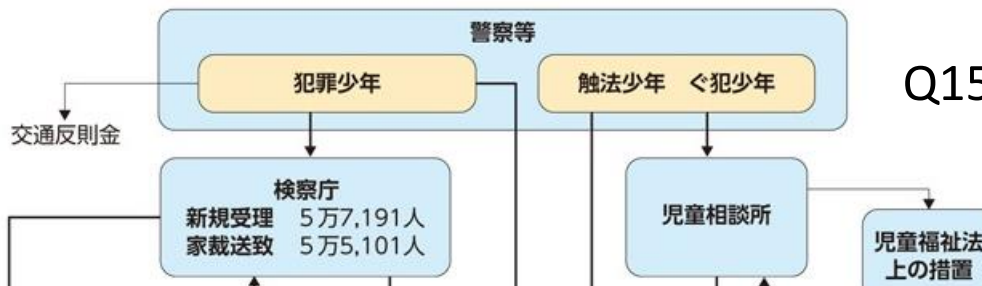 警察等
犯罪少年
触法少年　ぐ犯少年
Q15
交通反則金
検察庁
新規受理　5万7,191人
家裁送致　5万5,101人
児童相談所
児童福祉法
上の措置